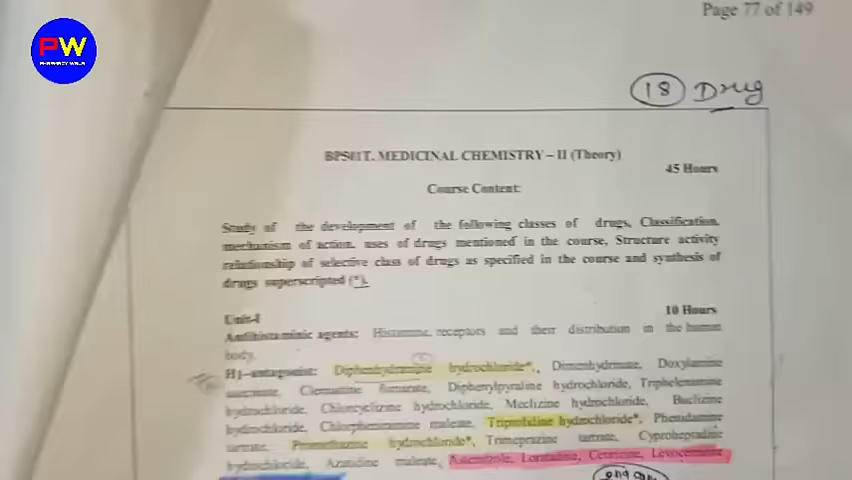 Page 77 of 149
PW
PHARMACY WALA
18 Drug
BP501T. MEDICINAL CHEMISTRY – II (Theory)
45 Hours
Course Content:
Study of the development of the following classes of drugs, Classification,
mechanism of action, uses of drugs mentioned in the course, Structure activity
relationship of selective class of drugs as specified in the course and synthesis of
drugs superscripted (*).
Unit-I
10 Hours
Antihistaminic agents: Histamine, receptors and their distribution in the human
body.
H1–antagonist: Diphenhydramine hydrochloride*, Dimenhydrinate, Doxylamine
succinate, Clemastine fumarate, Diphenylpyraline hydrochloride, Tripelenamine
hydrochloride, Chlorcyclizine hydrochloride, Meclizine hydrochloride, Buclizine
hydrochloride, Chlorpheniramine maleate, Triprolidine hydrochloride*, Phenidamine
tartrate, Promethazine hydrochloride*, Trimeprazine tartrate, Cyproheptadine
hydrochloride, Azatidine maleate, Astemizole, Loratadine, Cetirizine, Levocetirizine